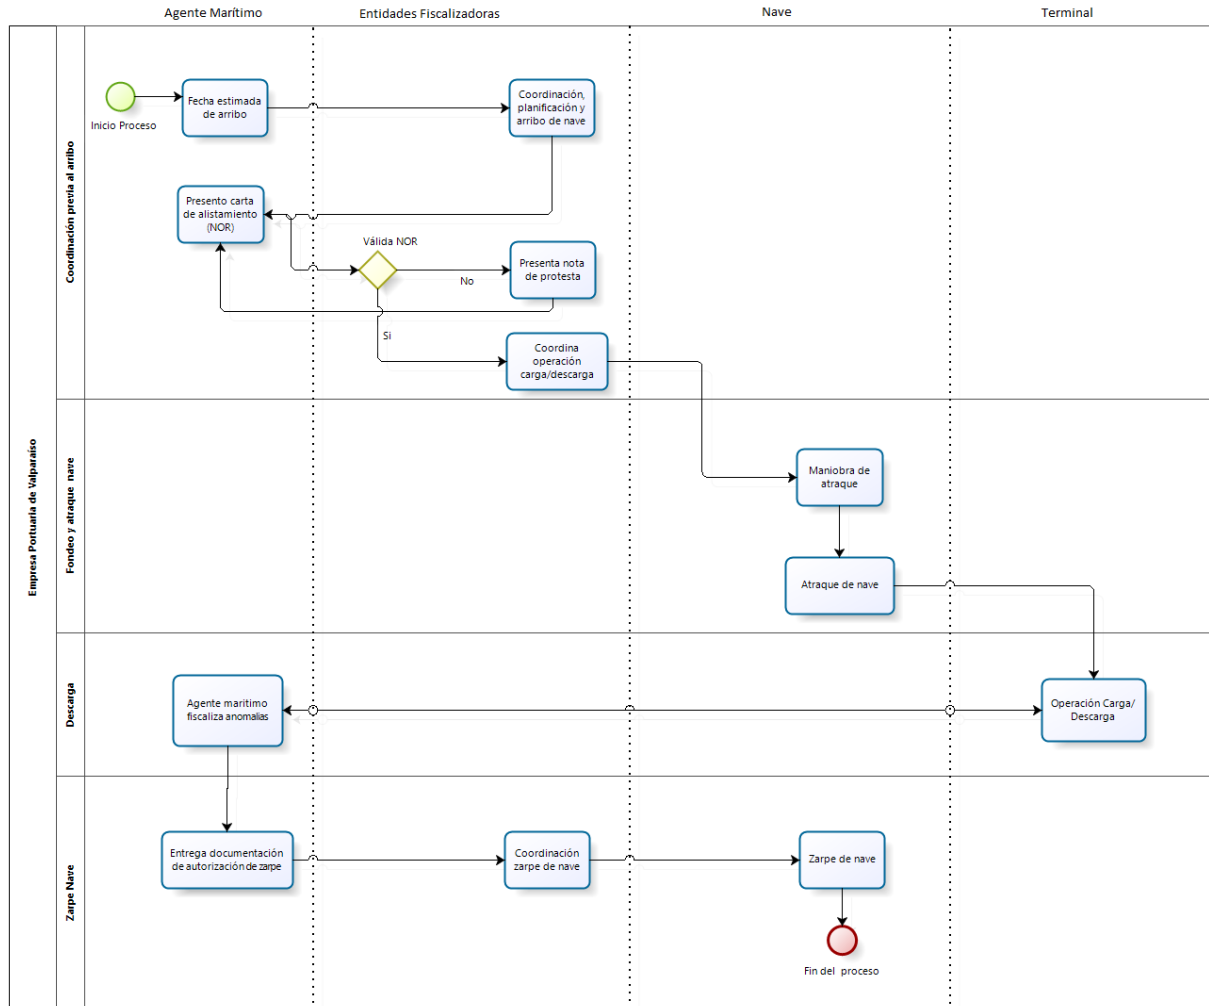 Agente Marítimo
Entidades Fiscalizadoras
Nave
Terminal
Empresa Portuaria de Valparaíso
Coordinación previa al arribo
Inicio Proceso
Fecha estimada
de arribo
Coordinación,
planificación y
arribo de nave
Presento carta
de alistamiento
(NOR)
Válida NOR
No
Presenta nota
de protesta
Si
Coordina
operación
carga/descarga
Fondeo y atraque nave
Maniobra de
atraque
Atraque de nave
Descarga
Agente maritimo
fiscaliza anomalias
Operación Carga/
Descarga
Zarpe Nave
Entrega documentación
de autorización de zarpe
Coordinación
zarpe de nave
Zarpe de nave
Fin del proceso